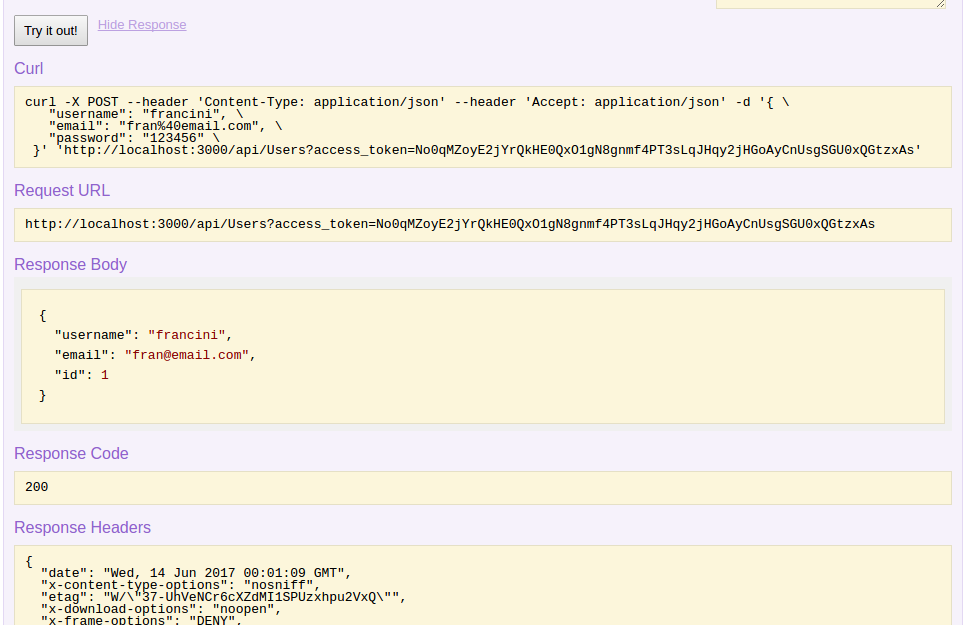 Try it out! Hide Response
Curl
curl -X POST --header 'Content-Type: application/json' --header 'Accept: application/json' -d '{ \
"username": "francini", \
"email": "fran%40email.com", \
"password": "123456" \
}' 'http://localhost:3000/api/Users?access_token=No0qMZoyE2jYrQkHE0QxO1gN8gnmf4PT3sLqJHqy2jHGoAyCnUsgSGU0xQGtzxAs'
Request URL
http://localhost:3000/api/Users?access_token=No0qMZoyE2jYrQkHE0QxO1gN8gnmf4PT3sLqJHqy2jHGoAyCnUsgSGU0xQGtzxAs
Response Body
{
"username": "francini",
"email": "fran@email.com",
"id": 1
}
Response Code
200
Response Headers
{
"date": "Wed, 14 Jun 2017 00:01:09 GMT",
"x-content-type-options": "nosniff",
"etag": "W/\"37-UhVeNCr6cXZdMI1SPUzxhpu2VxQ\"",
"x-download-options": "noopen",
"x-frame-options": "DENY",